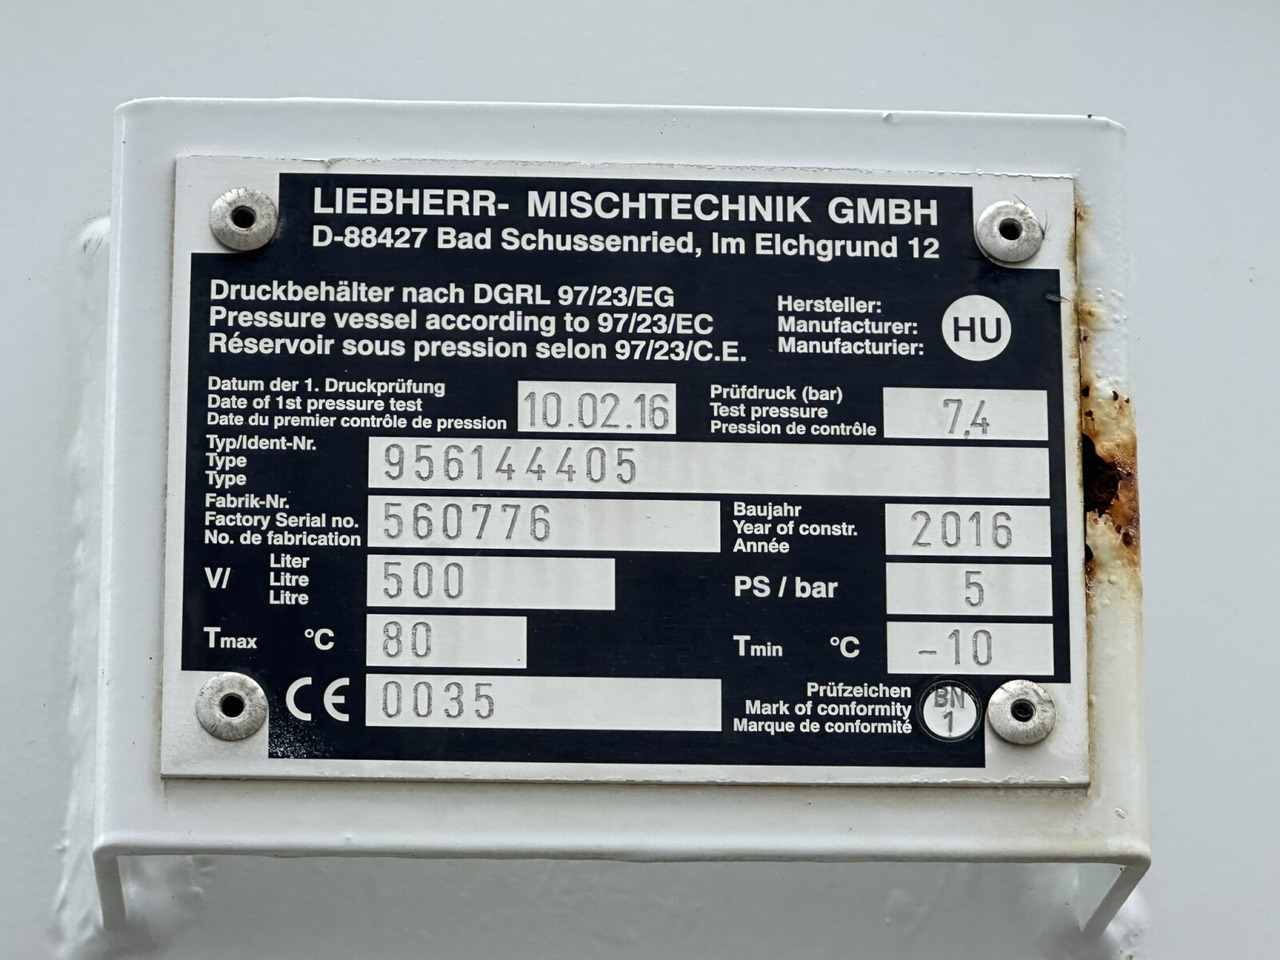 LIEBHERR- MISCHTECHNIK GMBH
D-88427 Bad Schussenried, Im Elchgrund 12
Druckbehälter nach DGRL 97/23/EG
Pressure vessel according to 97/23/EC
Réservoir sous pression selon 97/23/C.E.
Hersteller:
Manufacturer:
Manufacturier:
HU
Datum der 1. Druckprüfung
Date of 1st pressure test
Date du premier contrôle de pression
10.02.16
Prüfdruck (bar)
Test pressure
Pression de contrôle
7,4
Typ/Ident-Nr.
Type
Type
956144405
Fabrik-Nr.
Factory Serial no.
No. de fabrication
560776
Baujahr
Year of constr.
Année
2016
V/
Liter
Litre
Litre
500
PS / bar
5
Tmax °C
80
Tmin °C
-10
CE
0035
Prüfzeichen
Mark of conformity
Marque de conformité
BN
1